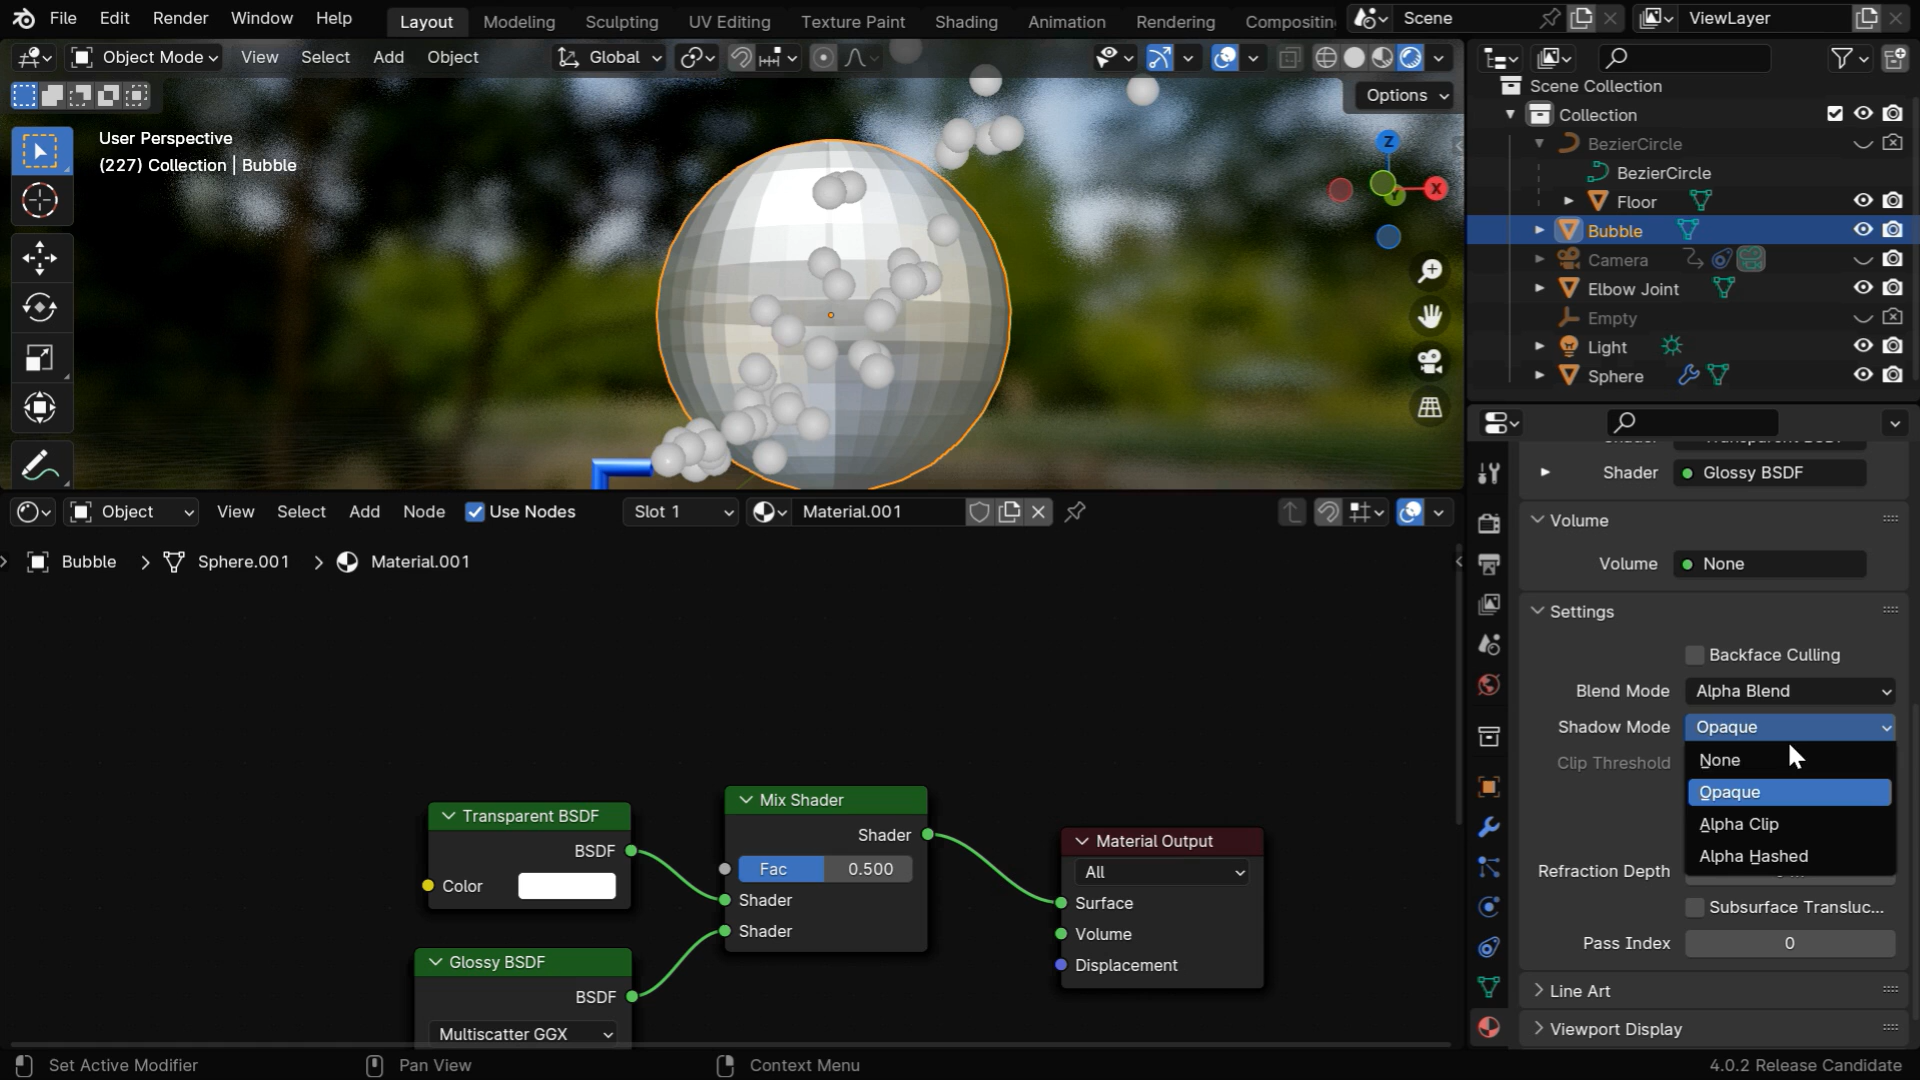 File Edit Render Window Help Layout Modeling Sculpting UV Editing Texture Paint Shading Animation Rendering Scene ViewLayer
Object Mode View Select Add Object Global
Options
User Perspective
(227) Collection | Bubble
Z
X
Y
Scene Collection
Collection
BezierCircle
BezierCircle
Floor
Bubble
Camera
Elbow Joint
Empty
Light
Sphere
Object View Select Add Node Use Nodes Slot 1 Material.001
Bubble > Sphere.001 > Material.001
Transparent BSDF
BSDF
Color
Glossy BSDF
BSDF
Multiscatter GGX
Mix Shader
Shader
Fac 0.500
Shader
Shader
Material Output
All
Surface
Volume
Displacement
Shader Glossy BSDF
Volume
Volume None
Settings
Backface Culling
Blend Mode Alpha Blend
Shadow Mode Opaque
None
Clip Threshold
Opaque
Alpha Clip
Alpha Hashed
Refraction Depth
Subsurface Transluc...
Pass Index 0
Line Art
Viewport Display
Set Active Modifier Pan View Context Menu 4.0.2 Release Candidate